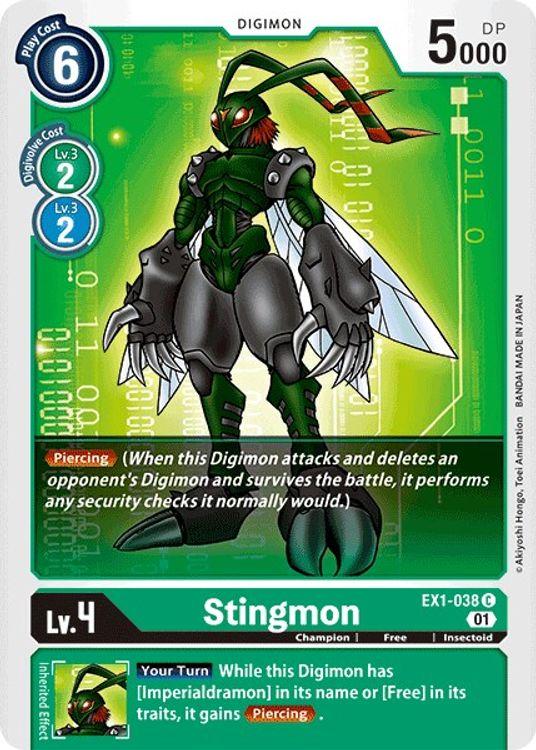 DIGIMON
Play Cost
6
DP
5000
Digivolve Cost
Lv.3
2
Lv.3
2
Piercing (When this Digimon attacks and deletes an
opponent's Digimon and survives the battle, it performs
any security checks it normally would.)
©Akiyoshi Hongo, Toei Animation BANDAI MADE IN JAPAN
Lv.4
Stingmon
EX1-038 C
01
Champion | Free | Insectoid
Inherited Effect
Your Turn While this Digimon has
[Imperialdramon] in its name or [Free] in its
traits, it gains Piercing .